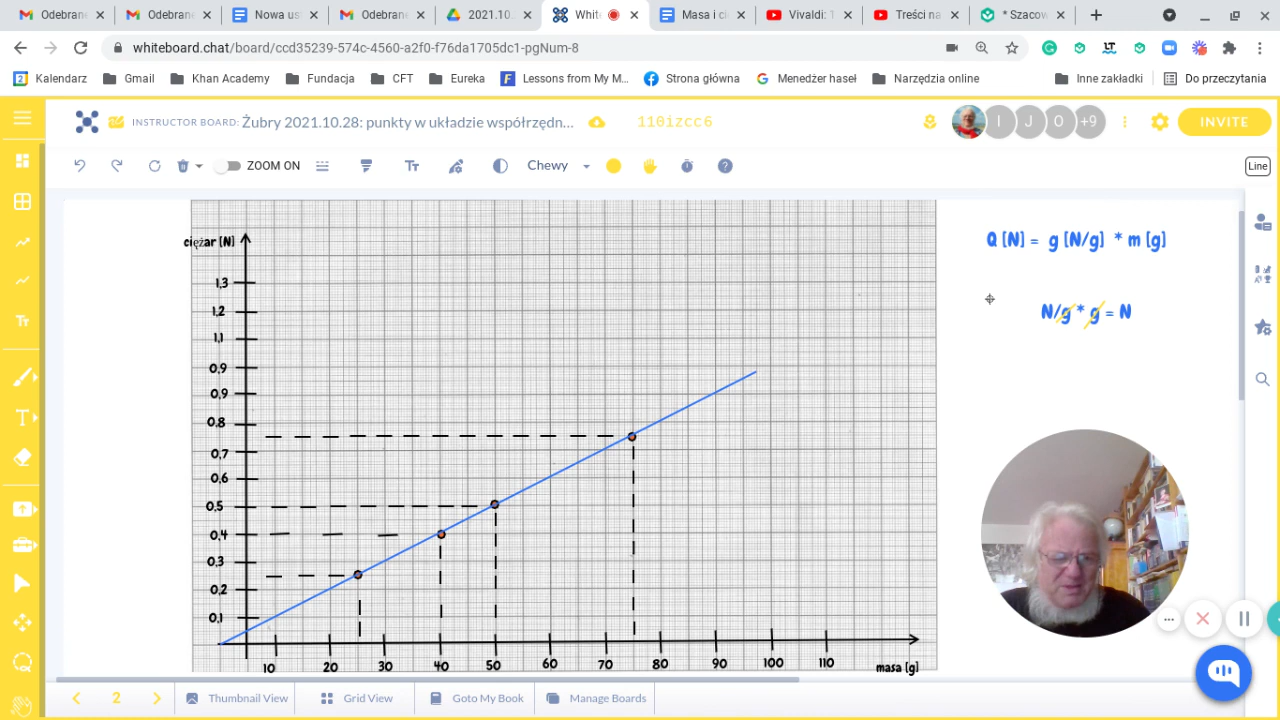 Odebrane
Odebrane
Nowa us
Odebrane
2021.10
White
Masa i c
Vivaldi: T
Treści na
* Szacow
whiteboard.chat/board/ccd35239-574c-4560-a2f0-f76da1705dc1-pgNum-8
Kalendarz
Gmail
Khan Academy
Fundacja
CFT
Eureka
Lessons from My M...
Strona główna
Menedżer haseł
Narzędzia online
Inne zakładki
Do przeczytania
INSTRUCTOR BOARD: Żubry 2021.10.28: punkty w układzie współrzędn...
110izcc6
I
J
O
+9
INVITE
ZOOM ON
Chewy
Line
ciężar [N]
1,3
1,2
1,1
0,9
0,9
0,8
0,7
0,6
0,5
0,4
0,3
0,2
0,1
10 20 30 40 50 60 70 80 90 100 110
masa [g]
Q [N] = g [N/g] * m [g]
N/g * g = N
2
Thumbnail View
Grid View
Goto My Book
Manage Boards